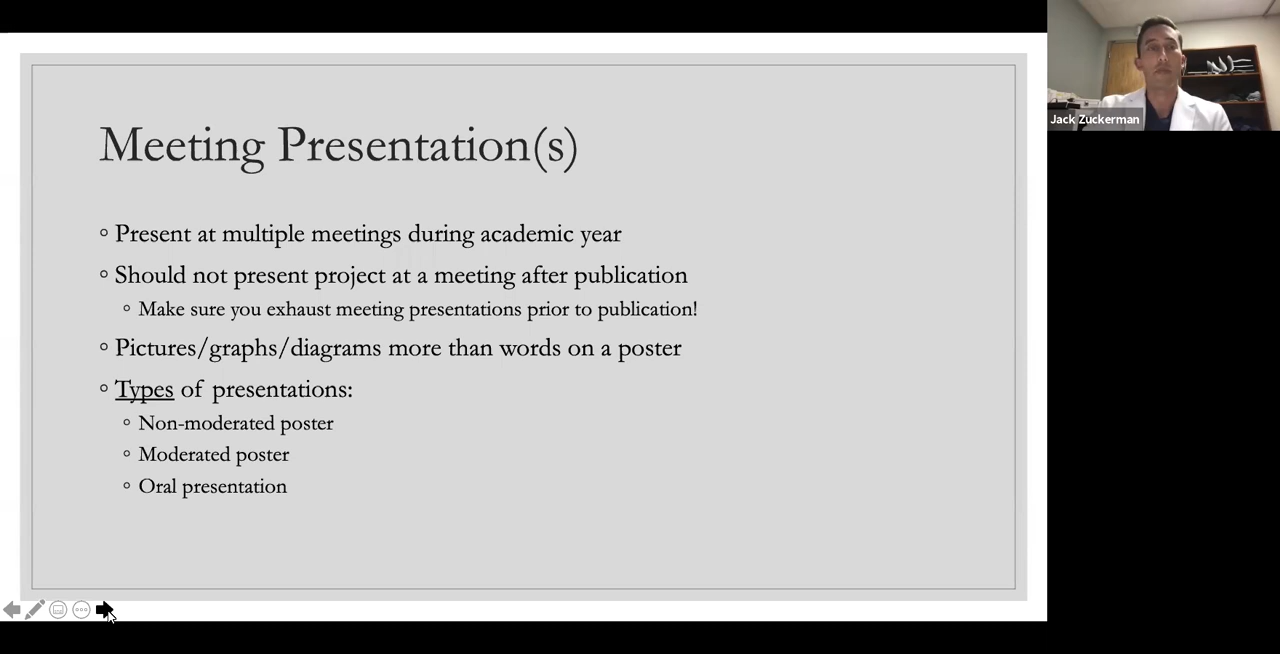 Meeting Presentation(s)
Present at multiple meetings during academic year
Should not present project at a meeting after publication
Make sure you exhaust meeting presentations prior to publication!
Pictures/graphs/diagrams more than words on a poster
Types of presentations:
Non-moderated poster
Moderated poster
Oral presentation
Jack Zuckerman